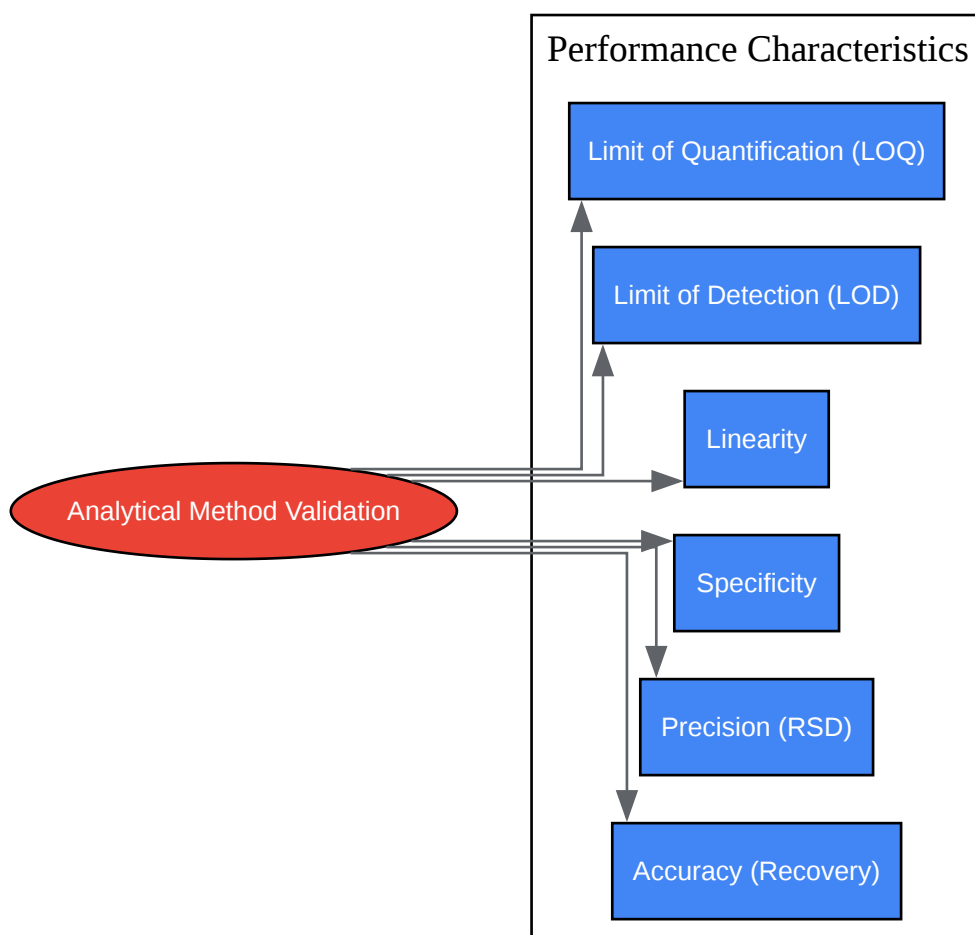 Performance Characteristics
Limit of Quantification (LOQ)
Limit of Detection (LOD)
Linearity
Analytical Method Validation
Specificity
Precision (RSD)
Accuracy (Recovery)